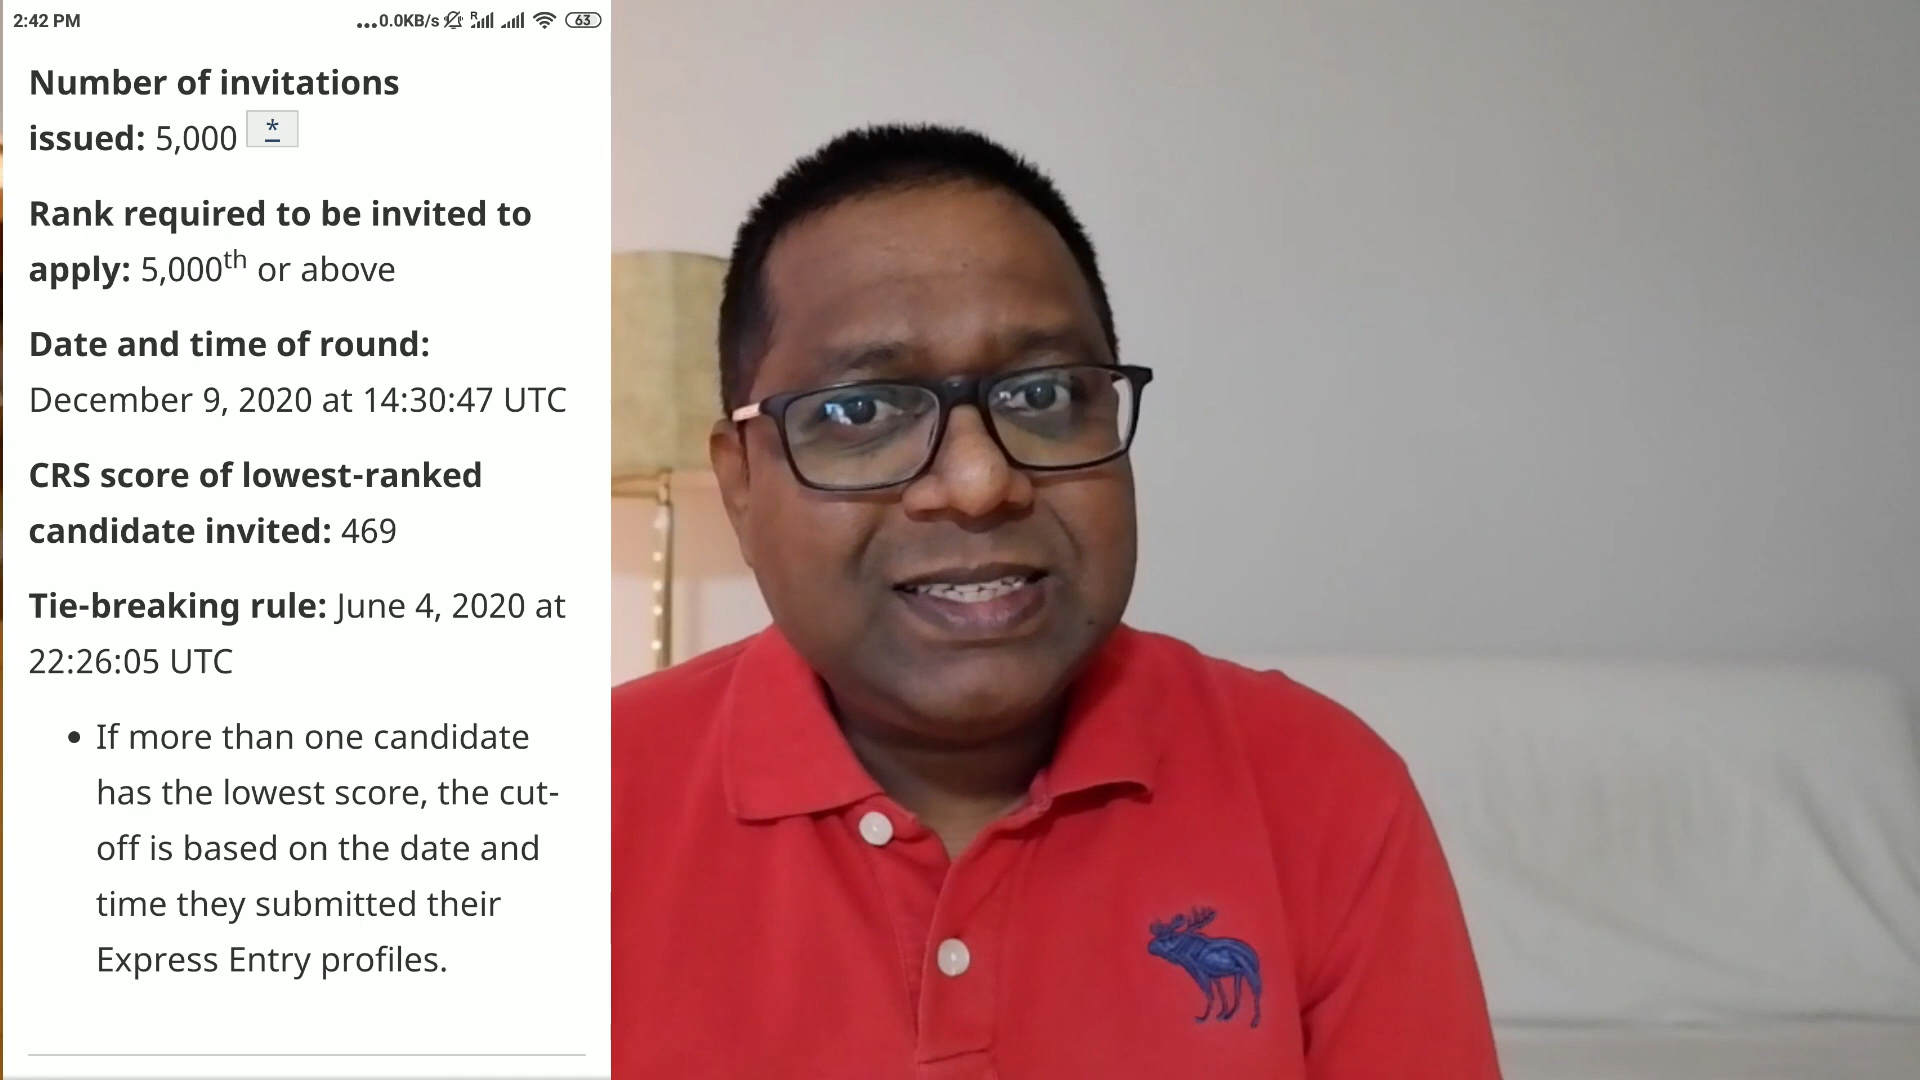 2:42 PM
...0.0KB/s R 63
Number of invitations
issued: 5,000 *
Rank required to be invited to
apply: 5,000th or above
Date and time of round:
December 9, 2020 at 14:30:47 UTC
CRS score of lowest-ranked
candidate invited: 469
Tie-breaking rule: June 4, 2020 at
22:26:05 UTC
• If more than one candidate
has the lowest score, the cut-
off is based on the date and
time they submitted their
Express Entry profiles.